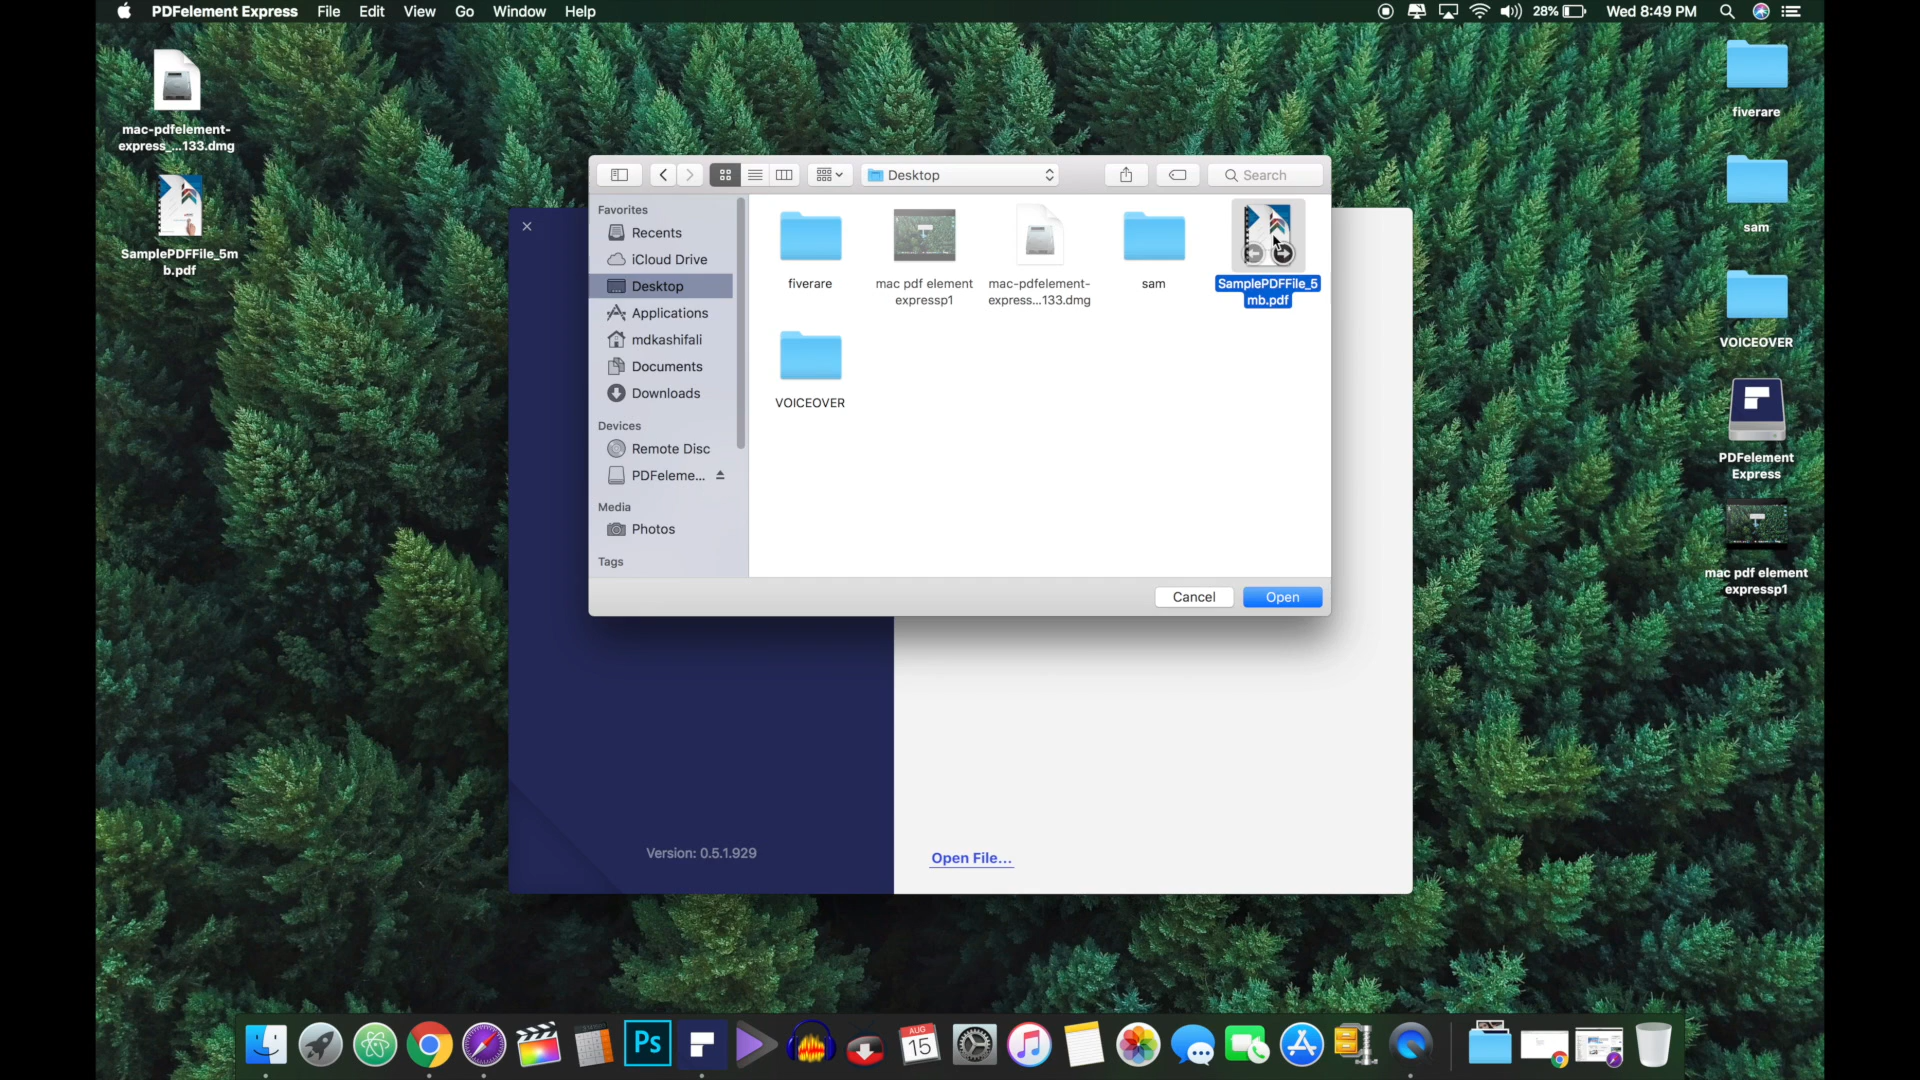 PDFelement Express File Edit View Go Window Help
28% Wed 8:49 PM
mac-pdfelement-
express_...133.dmg
SamplePDFFile_5m
b.pdf
Desktop
Search
Favorites
Recents
iCloud Drive
Desktop
Applications
mdkashifali
Documents
Downloads
Devices
Remote Disc
PDFeleme...
Media
Photos
Tags
fiverare
mac pdf element
expressp1
mac-pdfelement-
express...133.dmg
sam
SamplePDFFile_5
mb.pdf
VOICEOVER
Cancel
Open
Version: 0.5.1.929
Open File...
fiverare
sam
VOICEOVER
PDFelement
Express
mac pdf element
expressp1
Ps
AUG
15